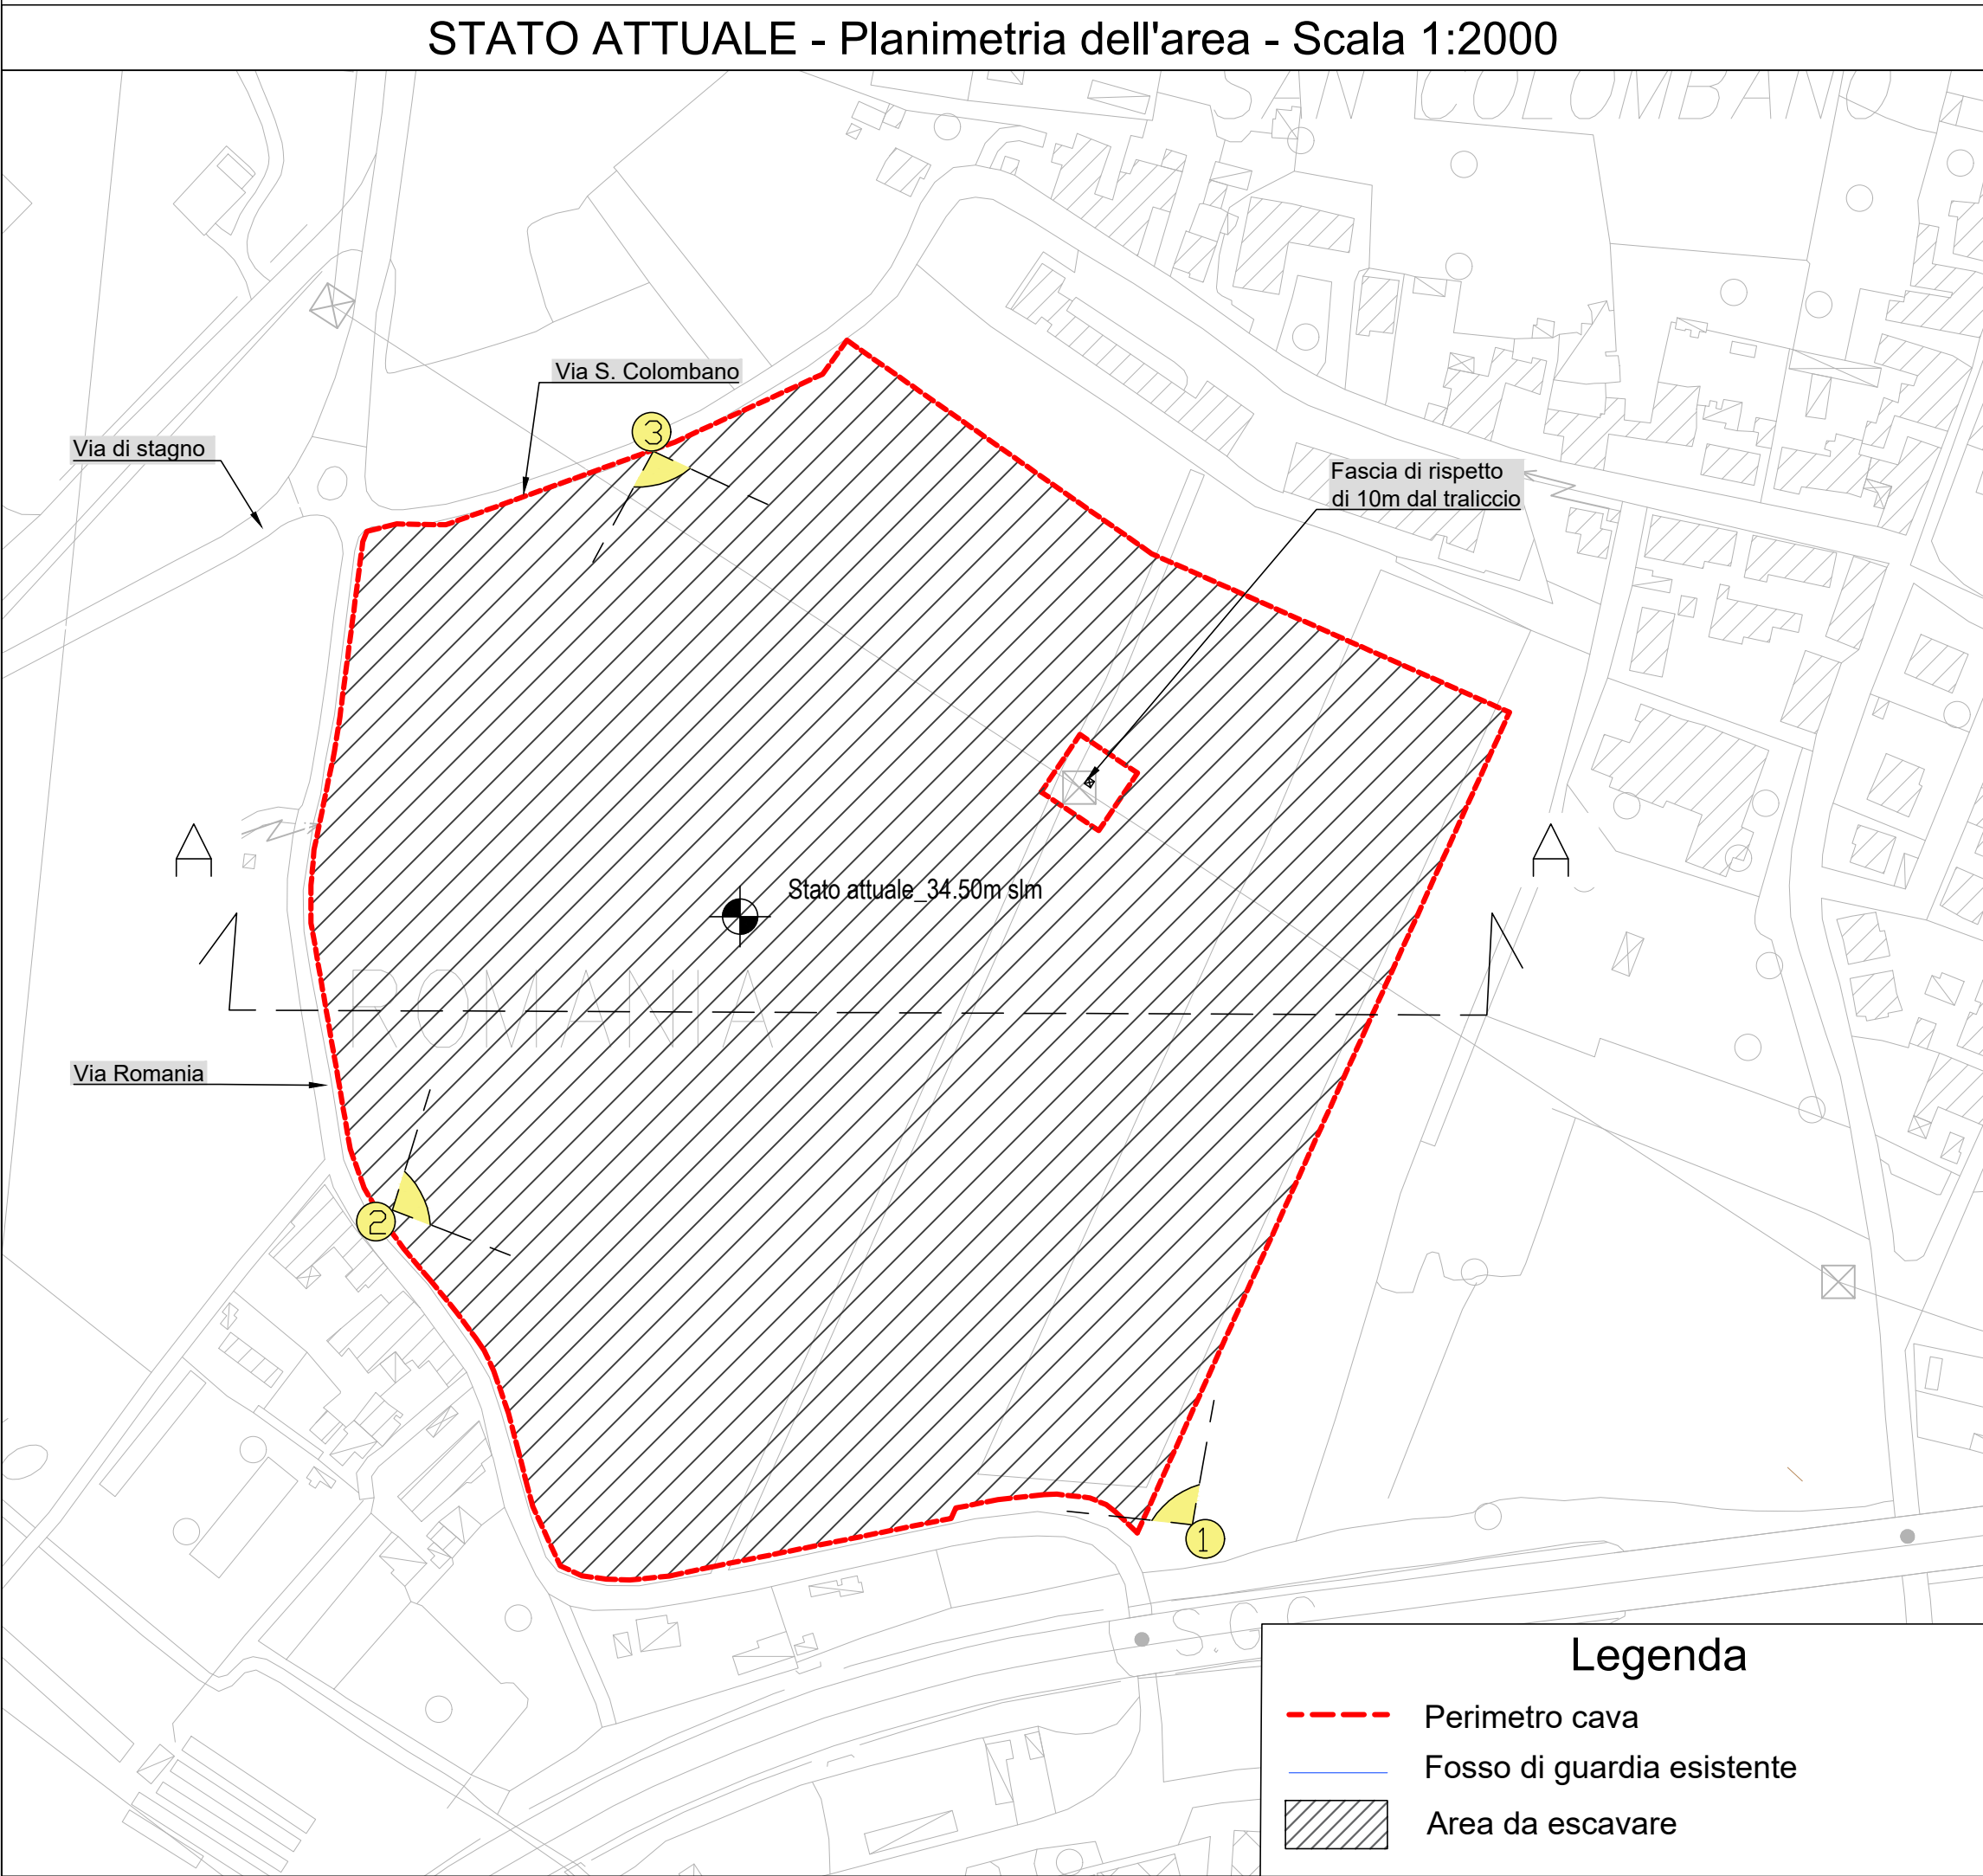 STATO ATTUALE - Planimetria dell'area - Scala 1:2000
SAN COLOMBANO
Via S. Colombano
3
Via di stagno
Fascia di rispetto
di 10m dal traliccio
A
A
Stato attuale_34.50m slm
ROMANIA
Via Romania
2
1
Legenda
Perimetro cava
Fosso di guardia esistente
Area da escavare